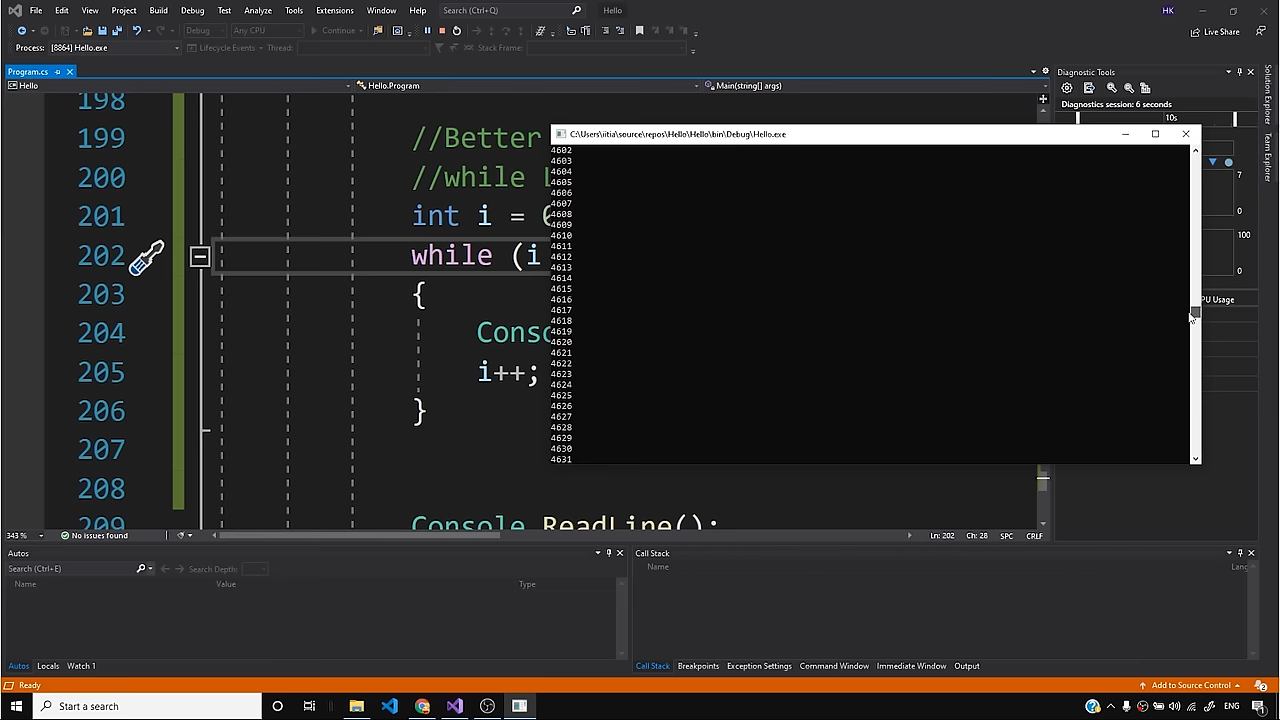 File Edit View Project Build Debug Test Analyze Tools Extensions Window Help Search (Ctrl+Q) Hello HK
Debug Any CPU Continue Live Share
Process: [8864] Hello.exe Lifecycle Events Thread: Stack Frame:
Program.cs
Hello Hello.Program Main(string[] args)
198
199 //Better
200 //while
201 int i =
202 while (i
203 {
204 Conso
205 i++;
206 }
207
208
209 Console.ReadLine();
C:\Users\iitia\source\repos\Hello\Hello\bin\Debug\Hello.exe
4602
4603
4604
4605
4606
4607
4608
4609
4610
4611
4612
4613
4614
4615
4616
4617
4618
4619
4620
4621
4622
4623
4624
4625
4626
4627
4628
4629
4630
4631
Diagnostic Tools
Diagnostics session: 6 seconds
10s
7
0
100
0
PU Usage
Solution Explorer
Team Explorer
343 % No issues found Ln: 202 Ch: 28 SPC CRLF
Autos
Search (Ctrl+E) Search Depth:
Name Value Type
Call Stack
Name Lang
Autos Locals Watch 1
Call Stack Breakpoints Exception Settings Command Window Immediate Window Output
Ready Add to Source Control 2
Start a search ENG 2